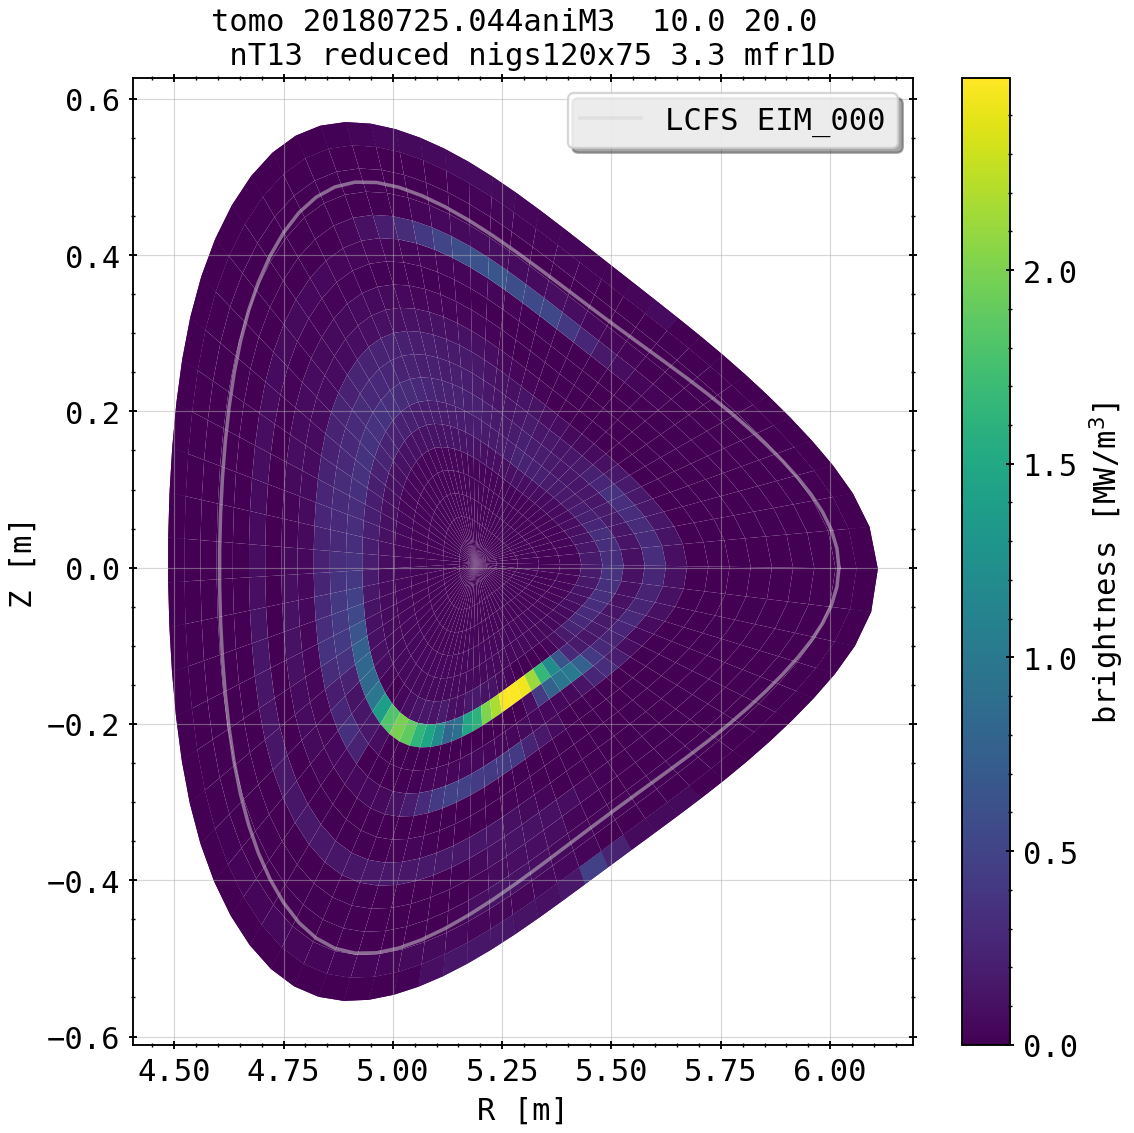 tomo 20180725.044aniM3  10.0 20.0
nT13 reduced nigs120x75 3.3 mfr1D
LCFS EIM_000
0.6
0.4
0.2
0.0
−0.2
−0.4
−0.6
Z [m]
4.50 4.75 5.00 5.25 5.50 5.75 6.00
R [m]
2.0
1.5
1.0
0.5
0.0
brightness [MW/m³]